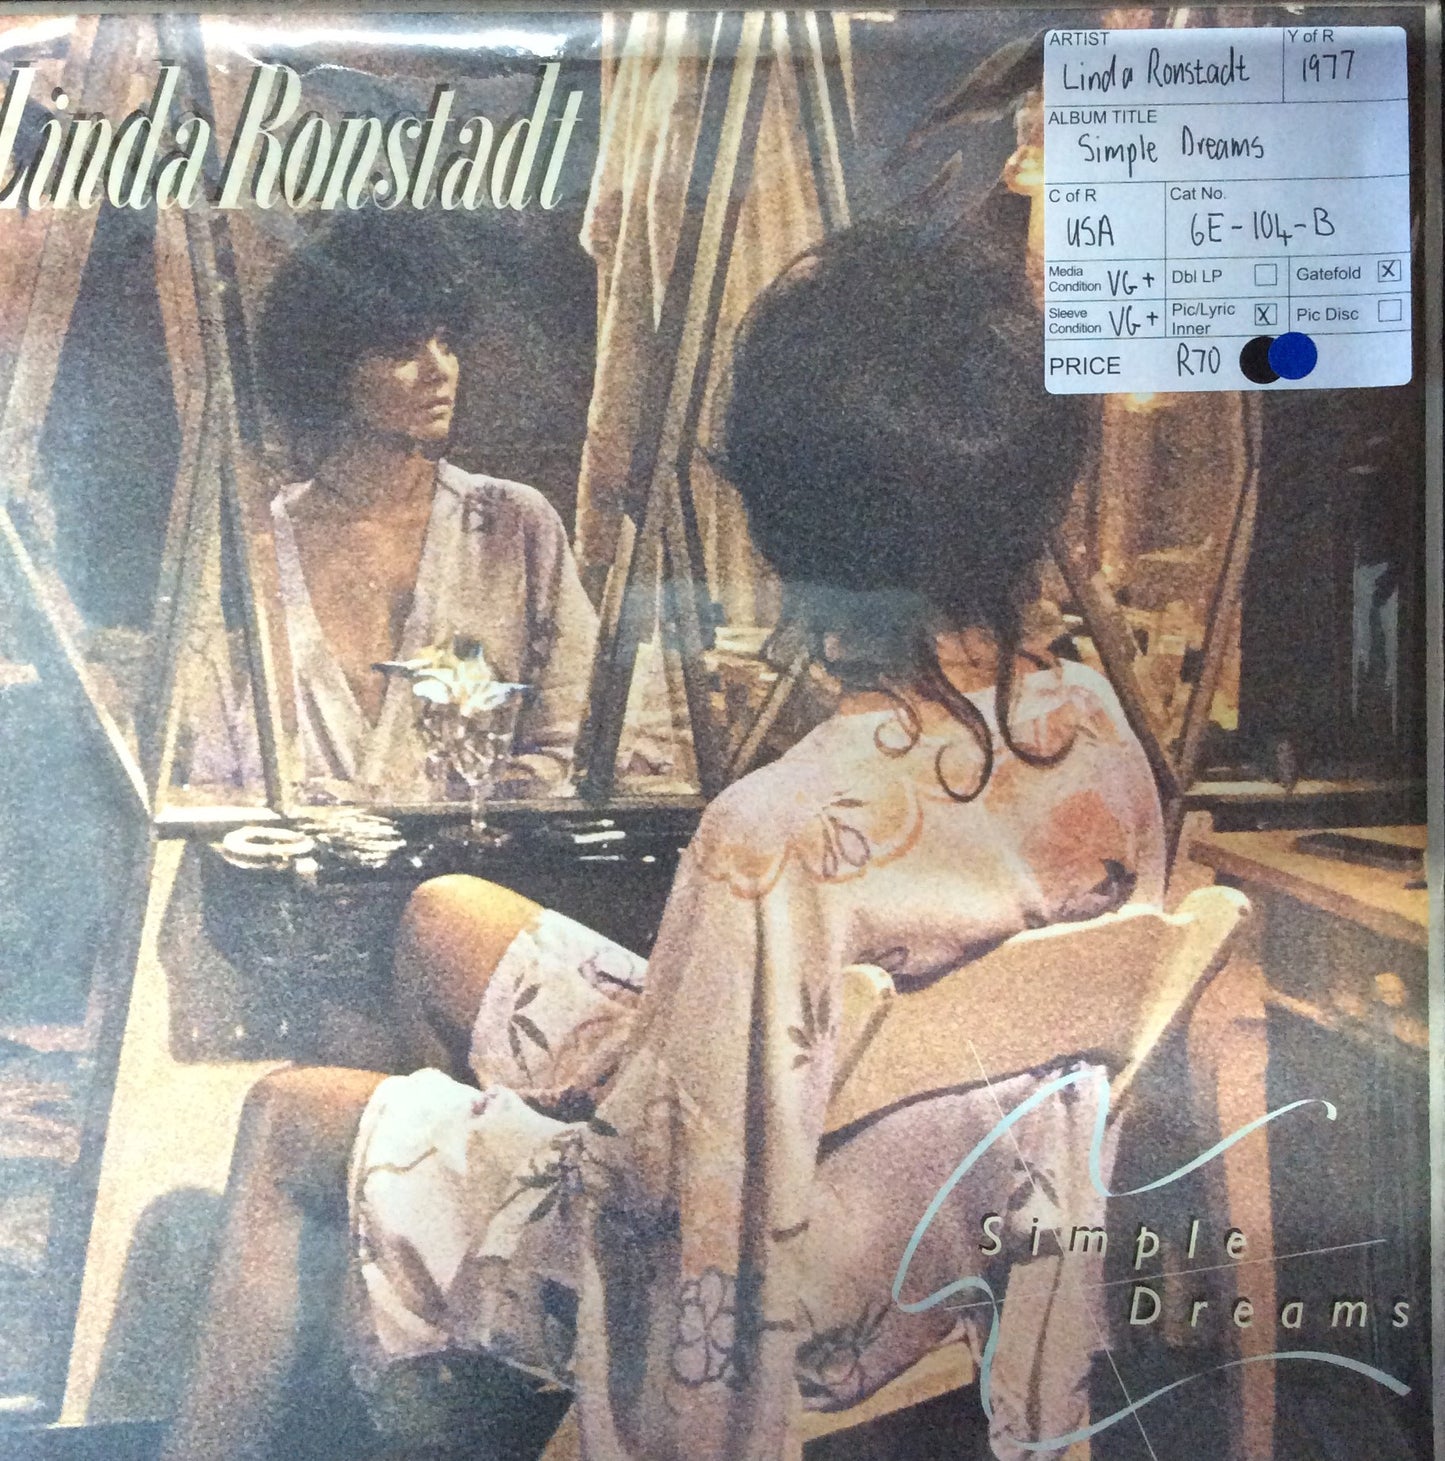 Linda Ronstadt
ARTIST Y of R
Linda Ronstadt 1977
ALBUM TITLE
Simple Dreams
C of R Cat No.
USA 6E-104-B
Media Condition VG+ Dbl LP Gatefold X
Sleeve Condition VG+ Pic/Lyric Inner X Pic Disc
PRICE R70
Simple
Dreams